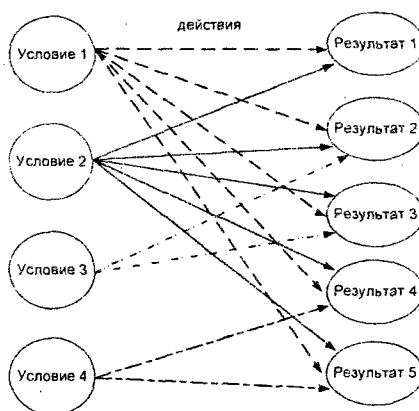 действия
Условие 1
Результат 1
Результат 2
Условие 2
Результат 3
Условие 3
Результат 4
Условие 4
Результат 5